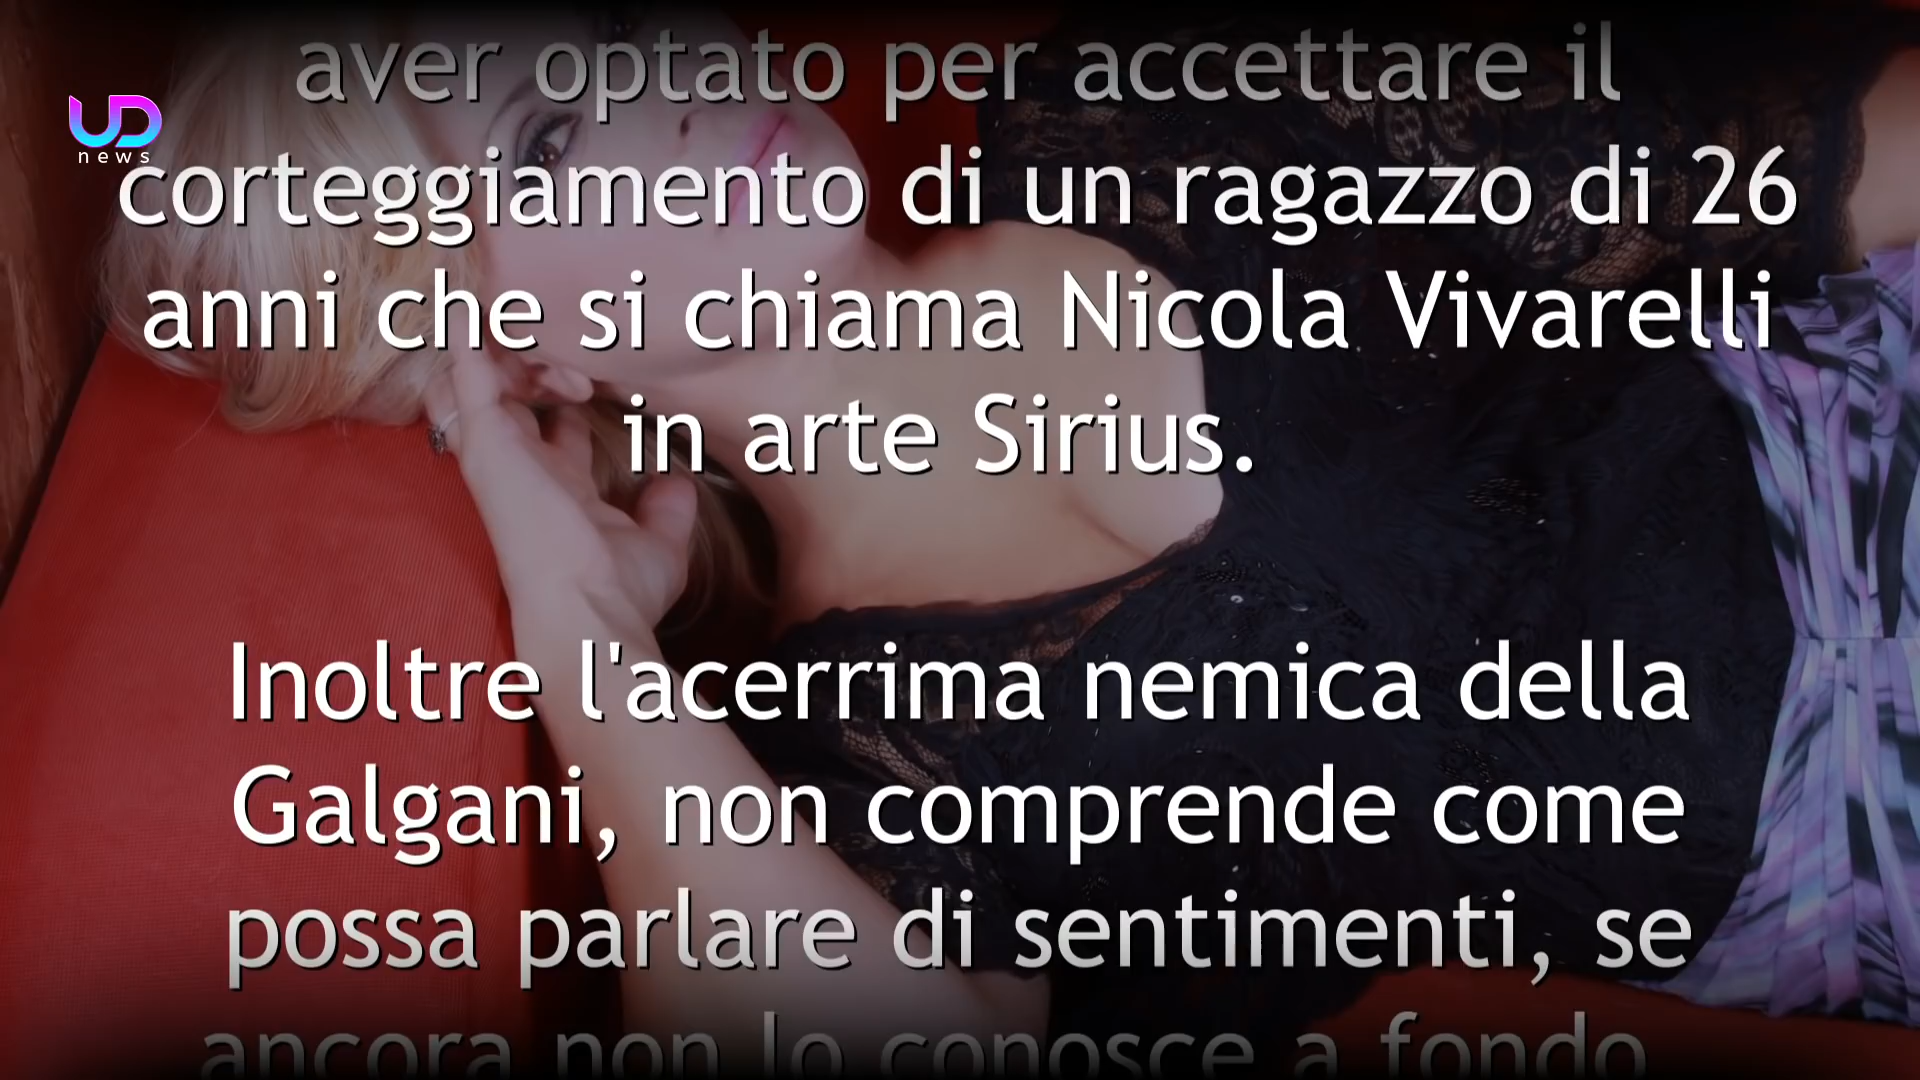 aver optato per accettare il
UD
news
corteggiamento di un ragazzo di 26
anni che si chiama Nicola Vivarelli
in arte Sirius.
Inoltre l'acerrima nemica della
Galgani, non comprende come
possa parlare di sentimenti, se
ancora non lo conosce a fondo